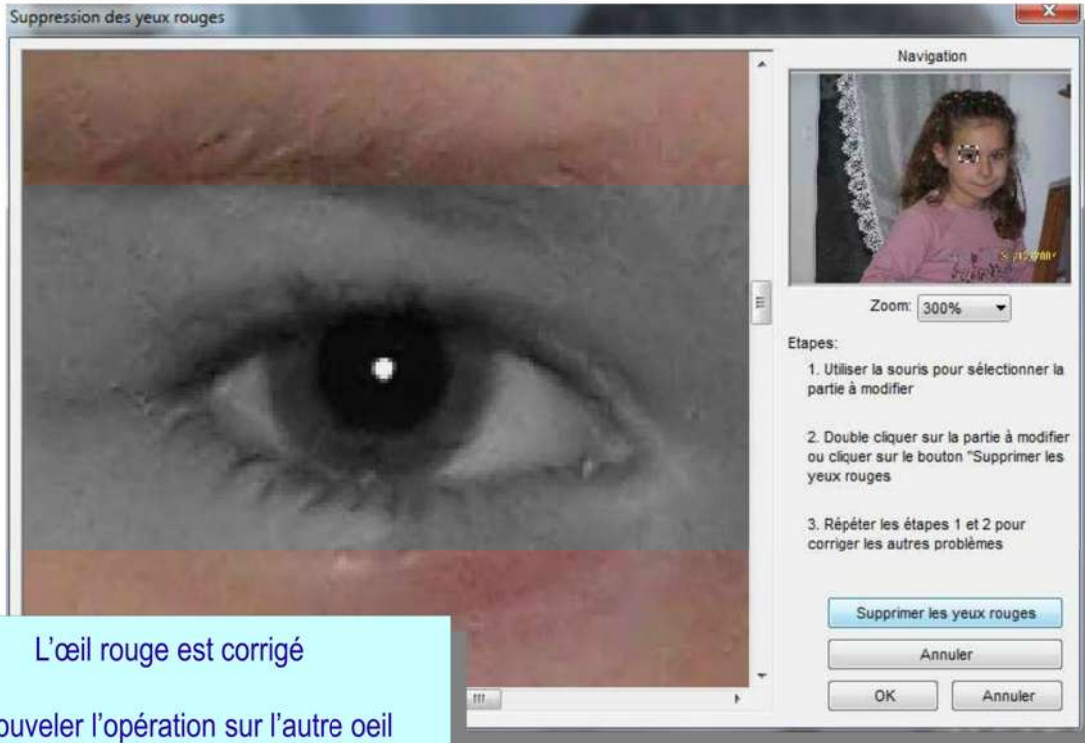 Suppression des yeux rouges
Navigation
Zoom: 300%
Etapes:
1. Utiliser la souris pour sélectionner la
partie à modifier
2. Double cliquer sur la partie à modifier
ou cliquer sur le bouton "Supprimer les
yeux rouges
3. Répéter les étapes 1 et 2 pour
corriger les autres problèmes
Supprimer les yeux rouges
Annuler
OK
Annuler
L'œil rouge est corrigé
l'opération sur l'autre oeil